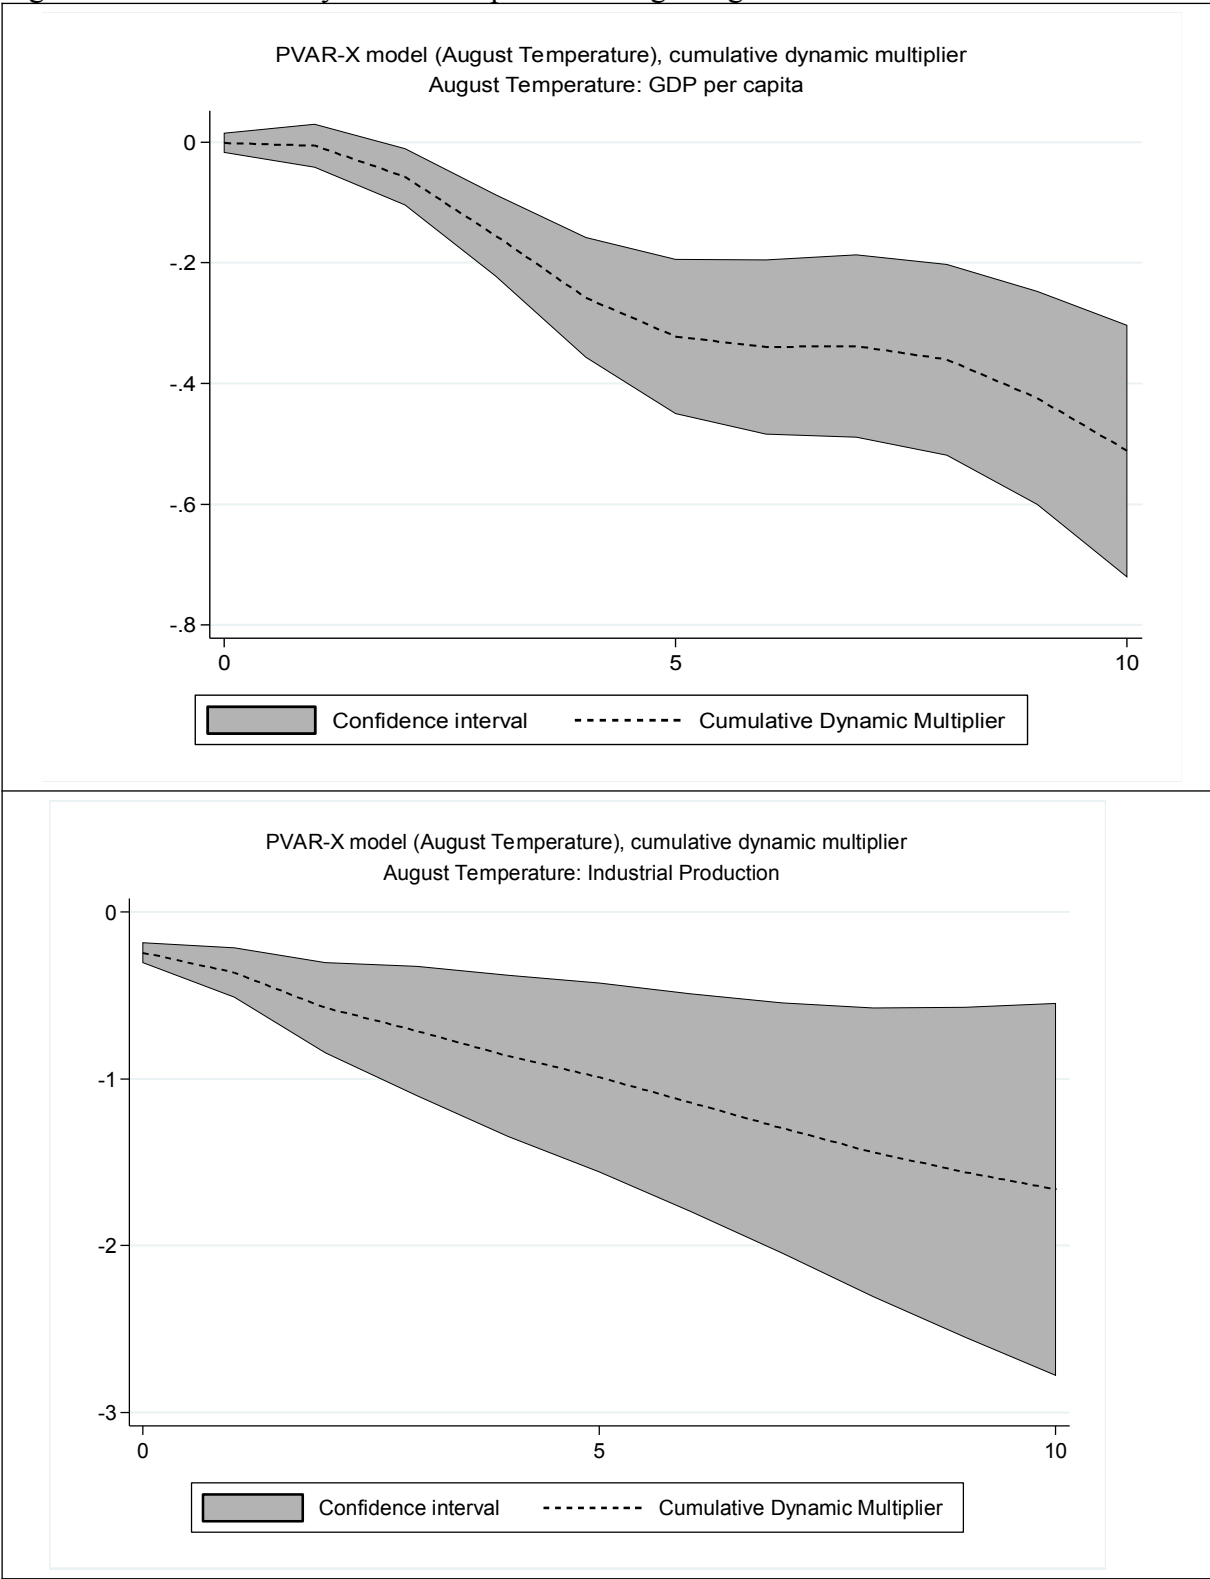 PVAR-X model (August Temperature), cumulative dynamic multiplier
August Temperature: GDP per capita
0
-.2
-.4
-.6
-.8
0 5 10
Confidence interval Cumulative Dynamic Multiplier
PVAR-X model (August Temperature), cumulative dynamic multiplier
August Temperature: Industrial Production
0
-1
-2
-3
0 5 10
Confidence interval Cumulative Dynamic Multiplier